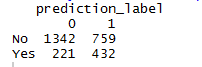 prediction_label
0 1
No 1342 759
Yes 221 432